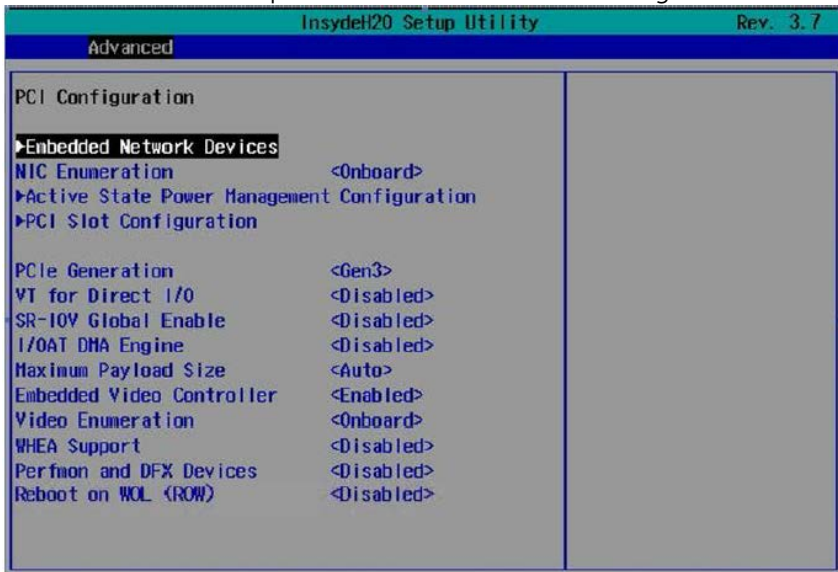 InsydeH20 Setup Utility Rev. 3.7
Advanced
PCI Configuration
▶Embedded Network Devices
NIC Enumeration <Onboard>
▶Active State Power Management Configuration
▶PCI Slot Configuration
PCIe Generation <Gen3>
VT for Direct I/O <Disabled>
SR-IOV Global Enable <Disabled>
I/OAT DMA Engine <Disabled>
Maximum Payload Size <Auto>
Embedded Video Controller <Enabled>
Video Enumeration <Onboard>
WHEA Support <Disabled>
Perfmon and DFX Devices <Disabled>
Reboot on WOL (ROW) <Disabled>